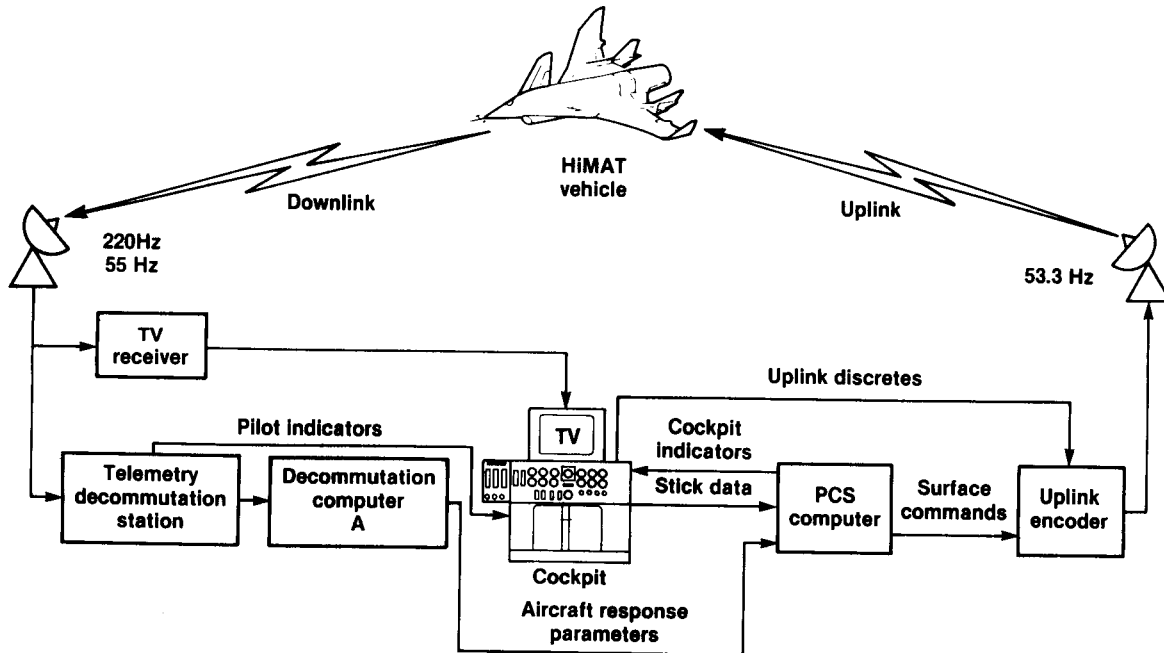 HiMAT
vehicle
Downlink
Uplink
220Hz
55 Hz
53.3 Hz
TV
receiver
Uplink discretes
Pilot indicators
TV
Cockpit
indicators
Telemetry
decommutation
station
Decommutation
computer
A
Stick data
PCS
computer
Surface
commands
Uplink
encoder
Cockpit
Aircraft response
parameters